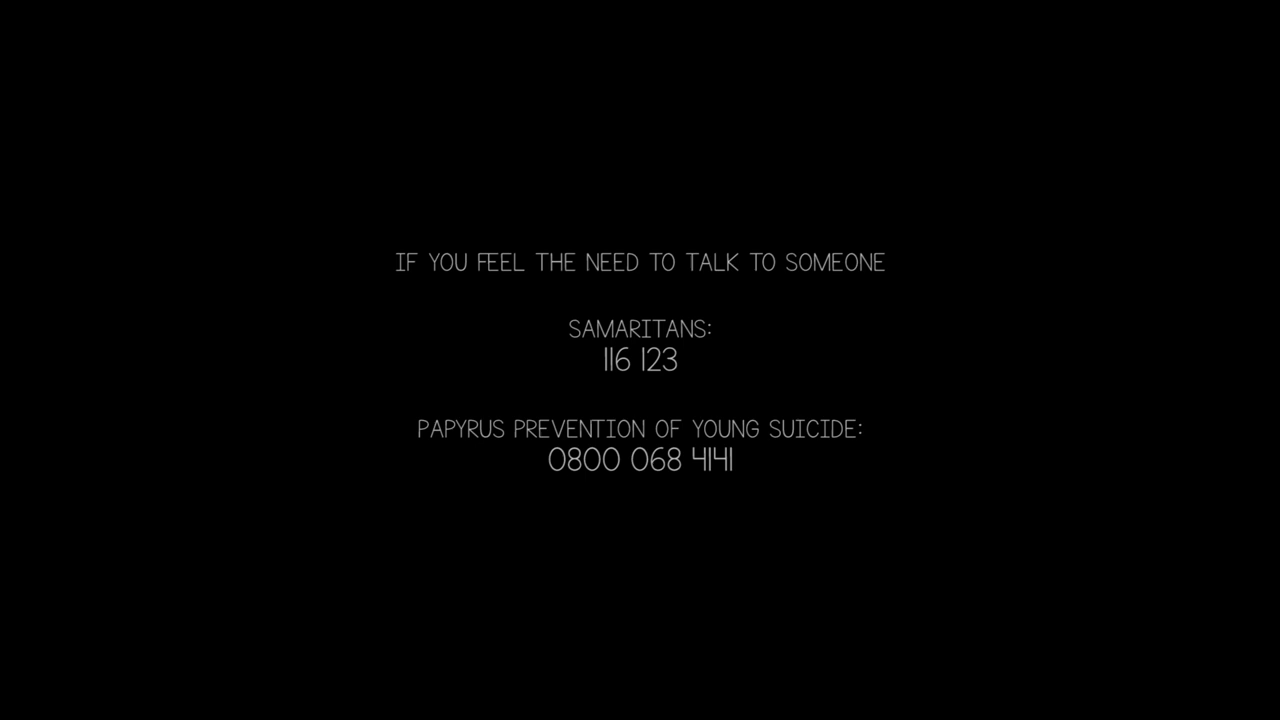 IF YOU FEEL THE NEED TO TALK TO SOMEONE
SAMARITANS:
116 123
PAPYRUS PREVENTION OF YOUNG SUICIDE:
0800 068 4141